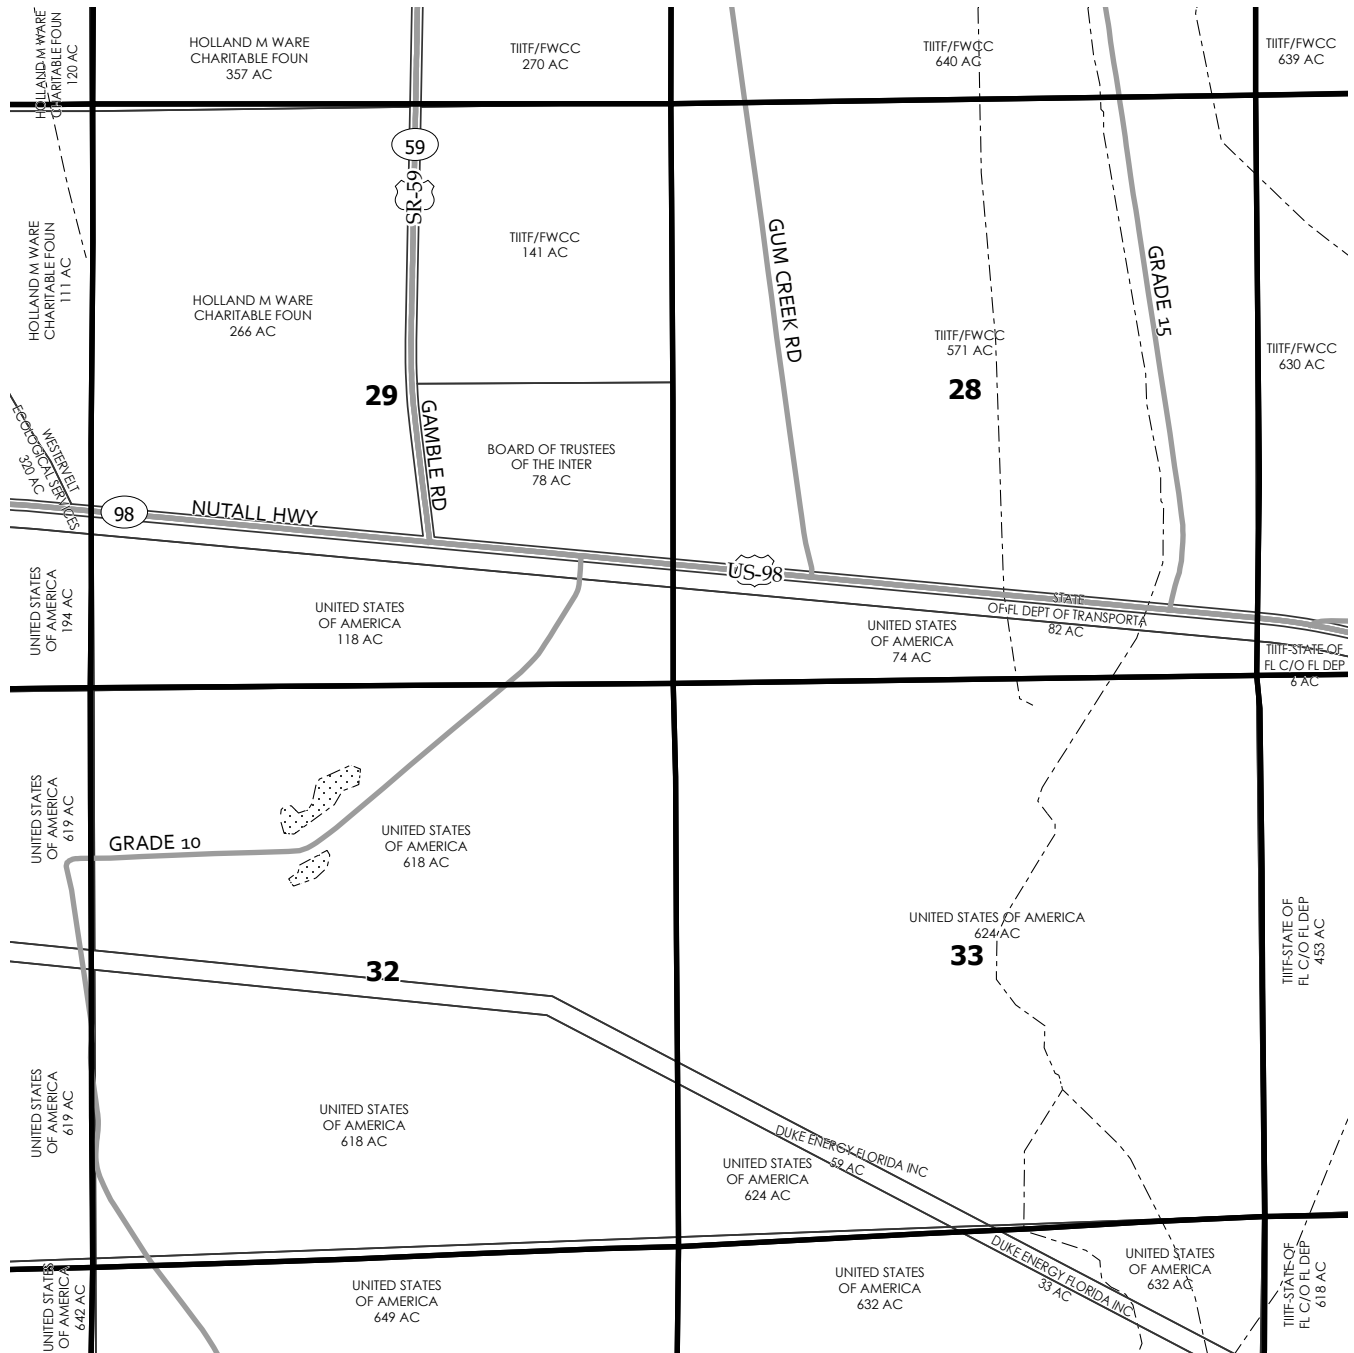 HOLLAND M WARE
CHARITABLE FOUN
120 AC
HOLLAND M WARE
CHARITABLE FOUN
357 AC
TIITF/FWCC
270 AC
TIITF/FWCC
640 AC
TIITF/FWCC
639 AC
59
SR-59
HOLLAND M WARE
CHARITABLE FOUN
111 AC
HOLLAND M WARE
CHARITABLE FOUN
266 AC
TIITF/FWCC
141 AC
GUM CREEK RD
GRADE 15
TIITF/FWCC
571 AC
TIITF/FWCC
630 AC
29
28
GAMBLE RD
BOARD OF TRUSTEES
OF THE INTER
78 AC
WESTERVELT
ECOLOGICAL SERVICES
320 AC
98
NUTALL HWY
US-98
UNITED STATES
OF AMERICA
194 AC
UNITED STATES
OF AMERICA
118 AC
UNITED STATES
OF AMERICA
74 AC
STATE
OF FL DEPT OF TRANSPORTA
82 AC
TIITF-STATE OF
FL C/O FL DEP
6 AC
UNITED STATES
OF AMERICA
619 AC
GRADE 10
UNITED STATES
OF AMERICA
618 AC
UNITED STATES OF AMERICA
624 AC
TIITF-STATE OF
FL C/O FL DEP
453 AC
32
33
UNITED STATES
OF AMERICA
619 AC
UNITED STATES
OF AMERICA
618 AC
DUKE ENERGY FLORIDA INC
59 AC
UNITED STATES
OF AMERICA
624 AC
UNITED STATES
OF AMERICA
642 AC
UNITED STATES
OF AMERICA
649 AC
UNITED STATES
OF AMERICA
632 AC
DUKE ENERGY FLORIDA INC
33 AC
UNITED STATES
OF AMERICA
632 AC
TIITF-STATE OF
FL C/O FL DEP
618 AC